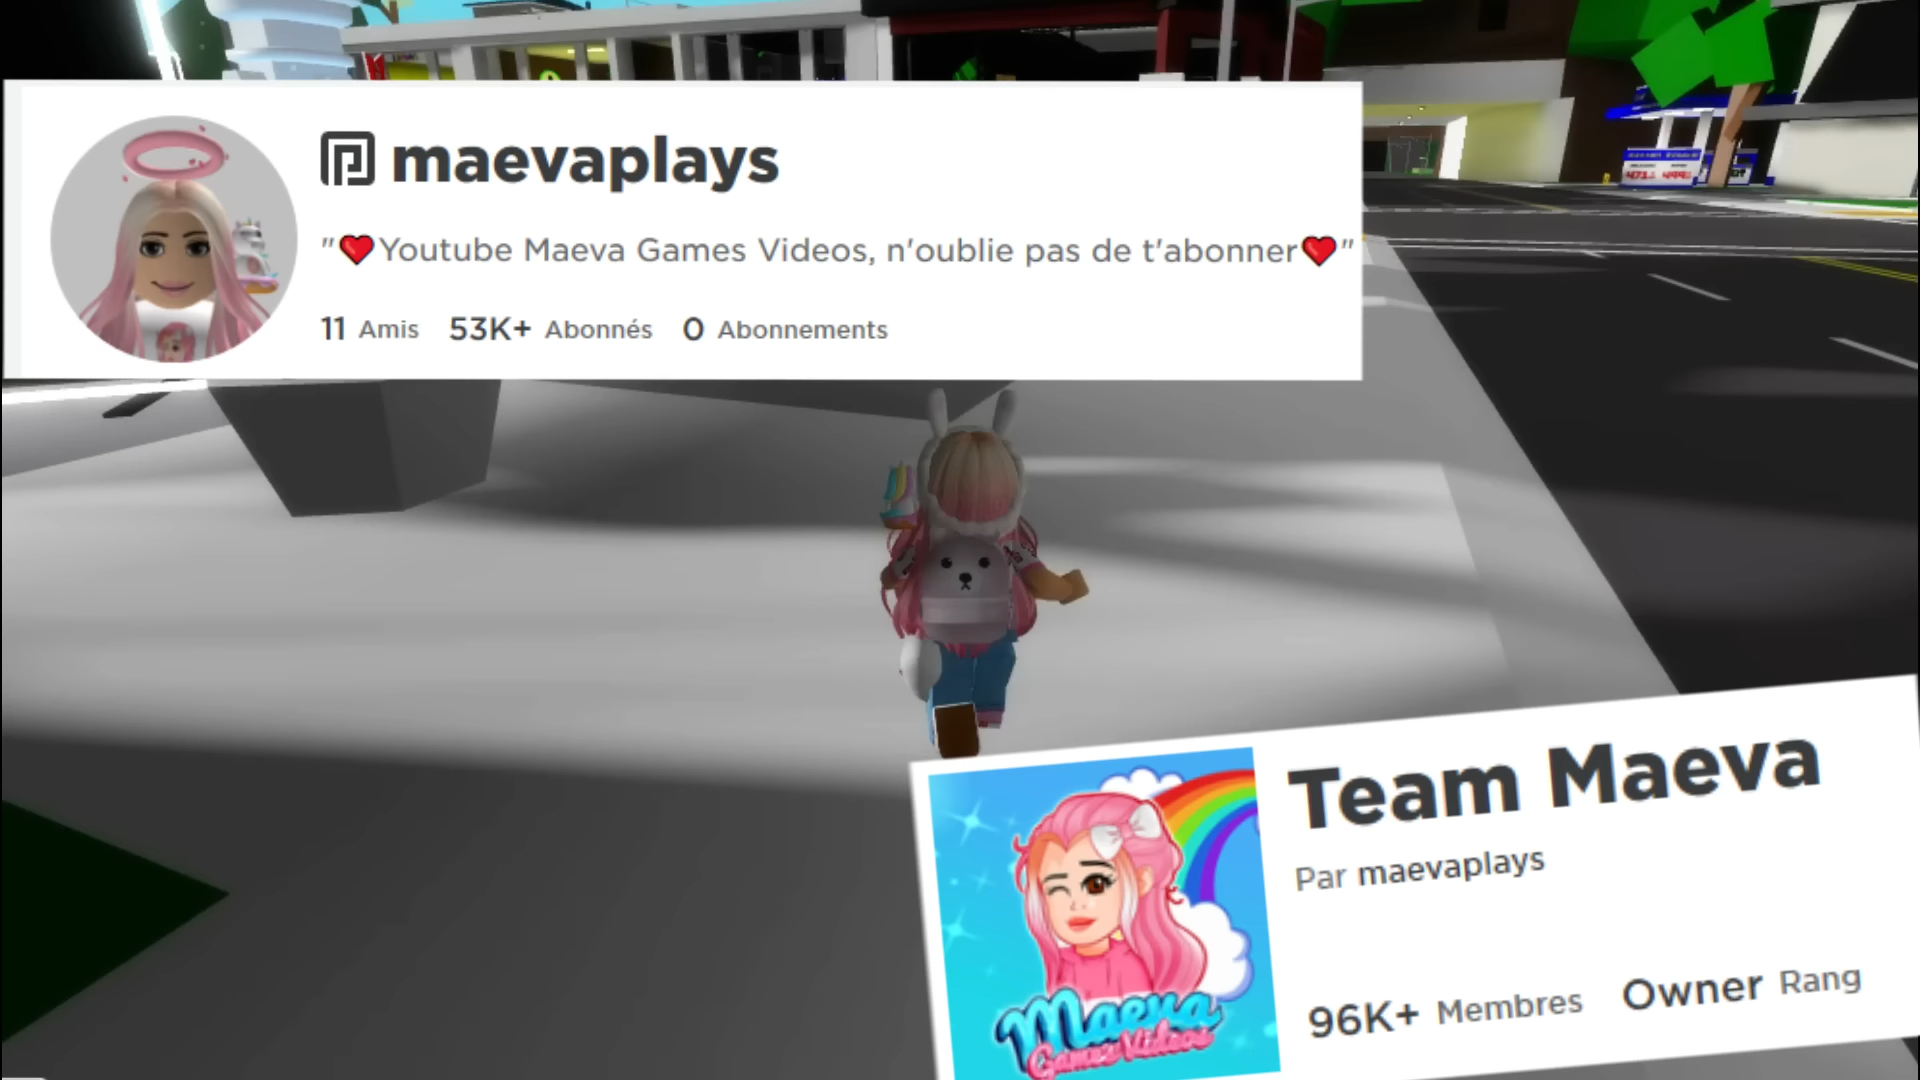 maevaplays
"❤️Youtube Maeva Games Videos, n'oublie pas de t'abonner❤️"
11 Amis 53K+ Abonnés 0 Abonnements
Team Maeva
Par maevaplays
96K+ Membres Owner Rang
Maeva
Games Videos